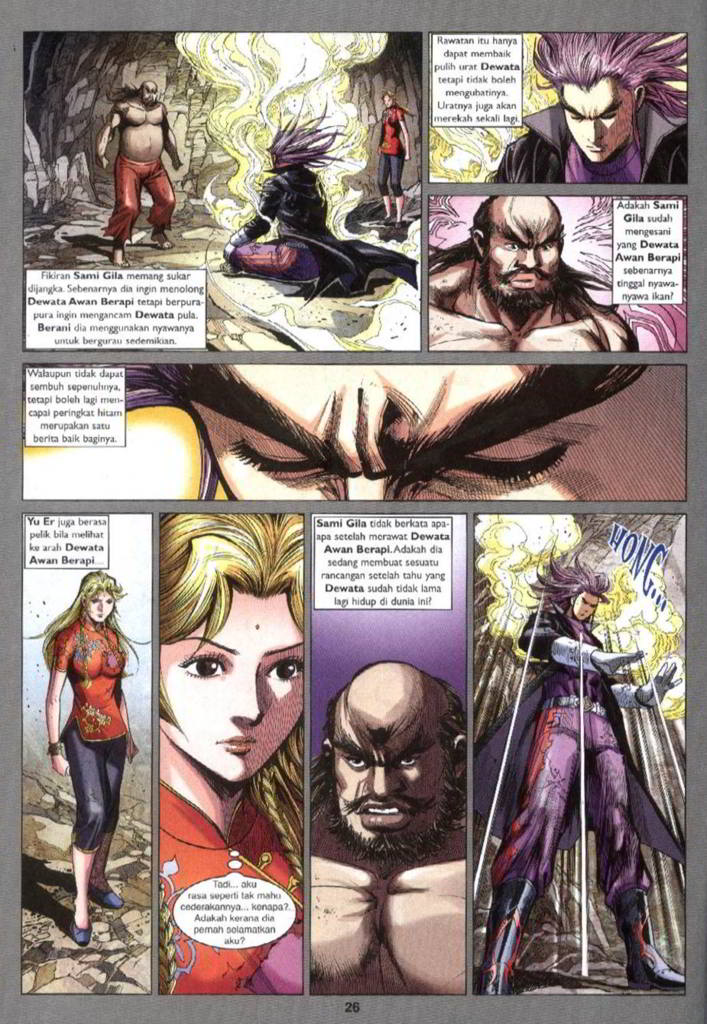 Fikiran Sami Gila memang sukar
dijangka. Sebenarnya dia ingin menolong
Dewata Awan Berapi tetapi berpura-
pura ingin mengancam Dewata pula.
Berani dia menggunakan nyawanya
untuk bergurau sedemikian.
Rawatan itu hanya
dapat membaik
pulih urat Dewata
tetapi tidak boleh
mengubatinya.
Uratnya juga akan
merekah sekali lagi.
Adakah Sami
Gila sudah
mengesani
yang Dewata
Awan Berapi
sebenarnya
tinggal nyawa-
nyawa ikan?
Walaupun tidak dapat
sembuh sepenuhnya,
tetapi boleh lagi men-
capai peringkat hitam
merupakan satu
berita baik baginya.
Yu Er juga berasa
pelik bila melihat
ke arah Dewata
Awan Berapi....
Tadi... aku
rasa seperti tak mahu
cederakannya... kenapa?
Adakah kerana dia
pernah selamatkan
aku?
Sami Gila tidak berkata apa-
apa setelah merawat Dewata
Awan Berapi. Adakah dia
sedang membuat sesuatu
rancangan setelah tahu yang
Dewata sudah tidak lama
lagi hidup di dunia ini?
HONG...
26